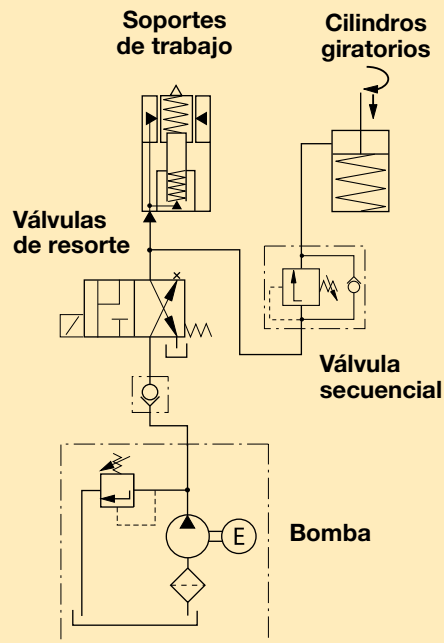 Soportes
de trabajo
Cilindros
giratorios
Válvulas
de resorte
Válvula
secuencial
Bomba
E